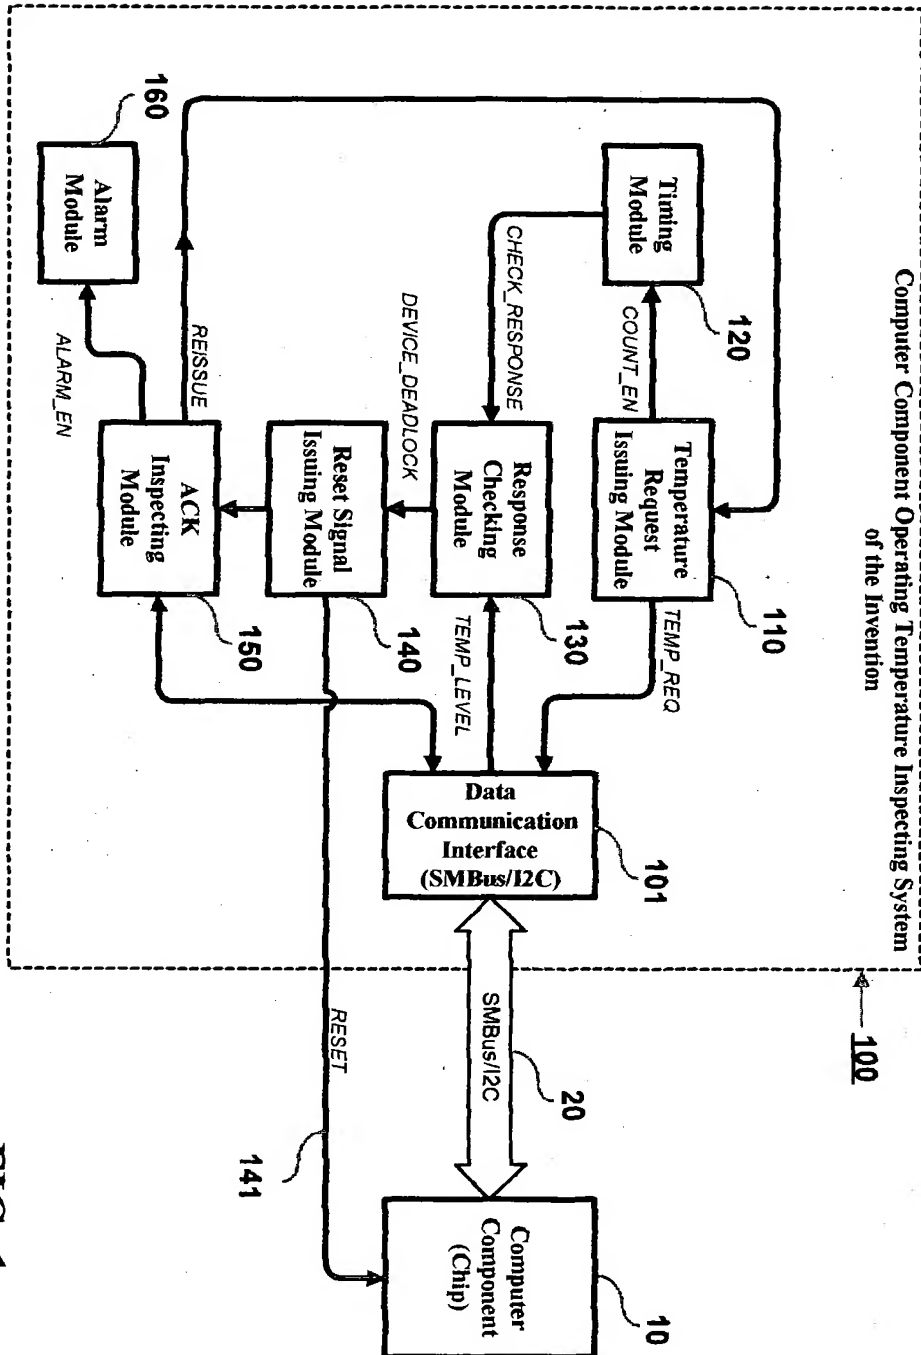 Computer Component Operating Temperature Inspecting System
of the Invention
100
Temperature
Request
Issuing Module
110
TEMP_REQ
COUNT_EN
Timing
Module
120
CHECK_RESPONSE
Response
Checking
Module
130
TEMP_LEVEL
DEVICE_DEADLOCK
Reset Signal
Issuing Module
140
ACK
Inspecting
Module
150
REISSUE
ALARM_EN
Alarm
Module
160
Data
Communication
Interface
(SMBus/I2C)
101
SMBus/I2C
20
RESET
141
Computer
Component
(Chip)
10